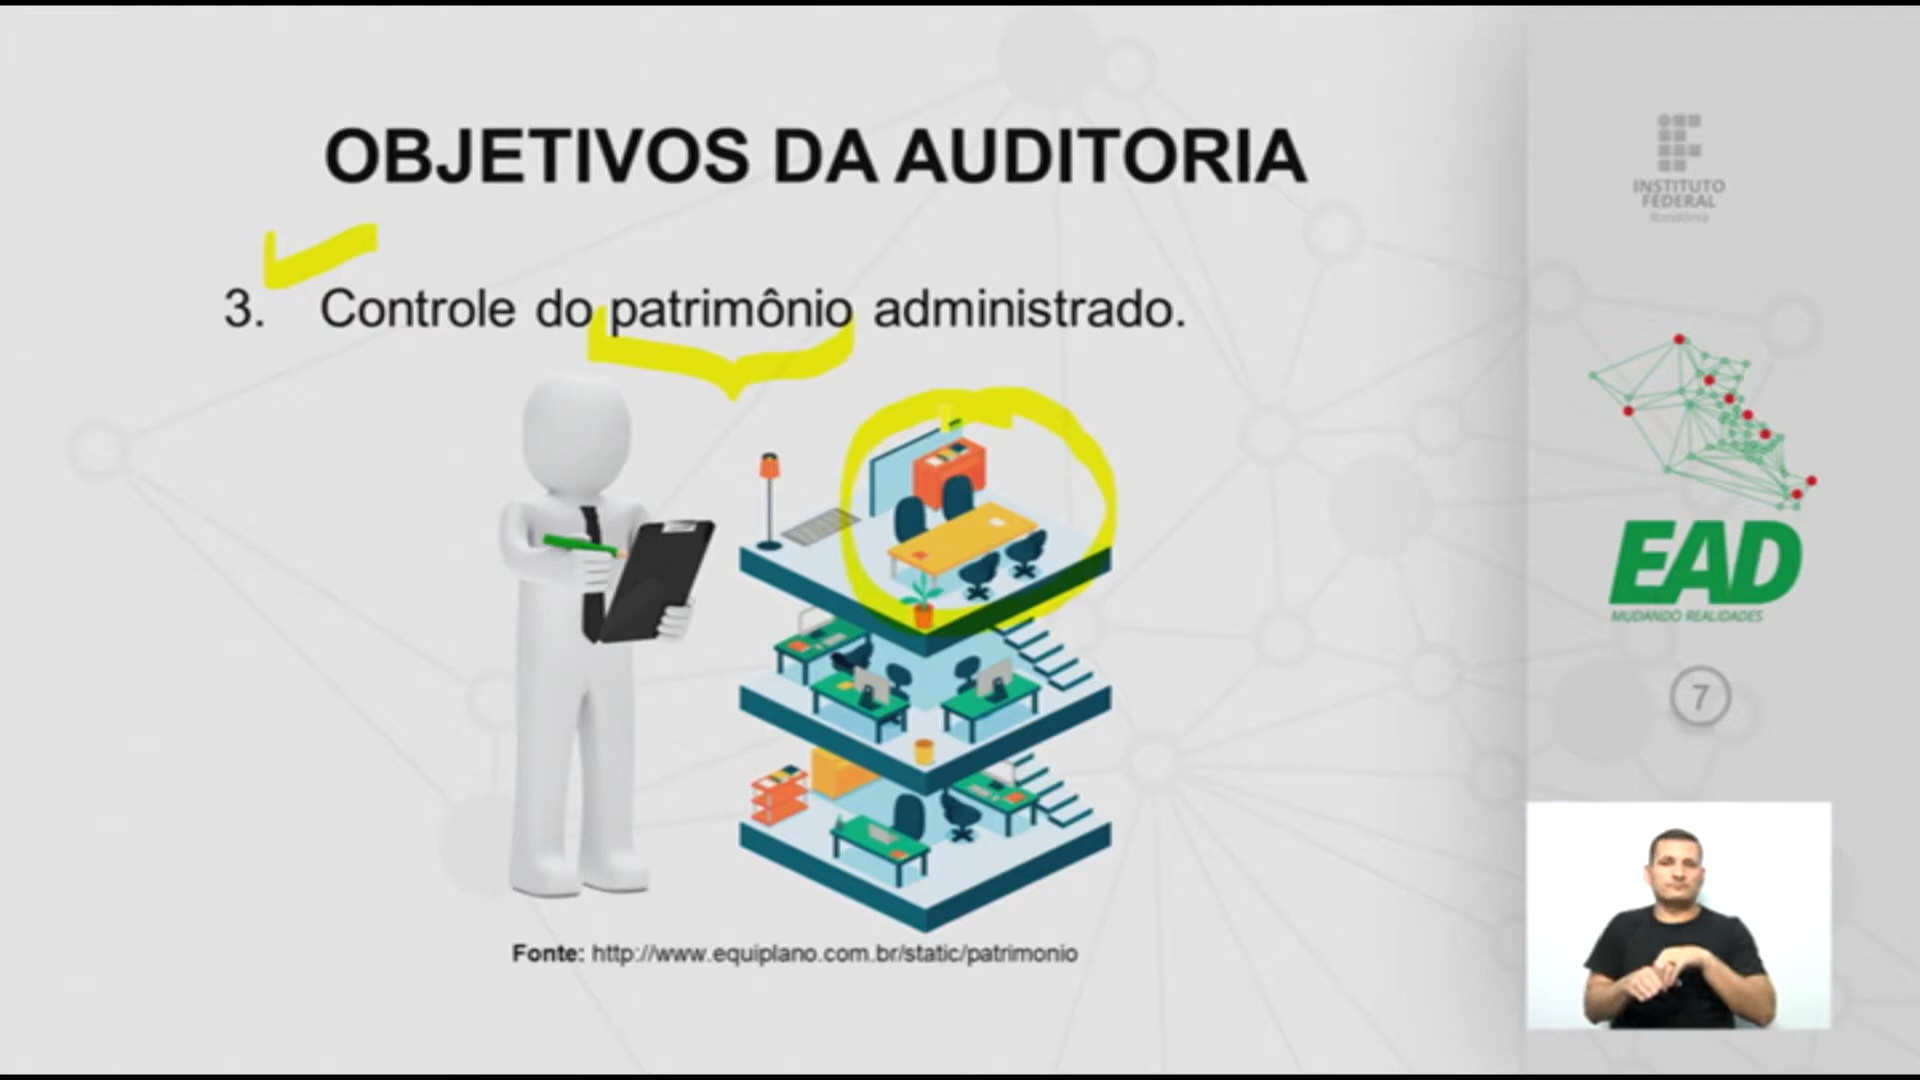 OBJETIVOS DA AUDITORIA
3. Controle do patrimônio administrado.
Fonte: http://www.equiplano.com.br/static/patrimonio
INSTITUTO
FEDERAL
Rondônia
EAD
MUDANDO REALIDADES
7